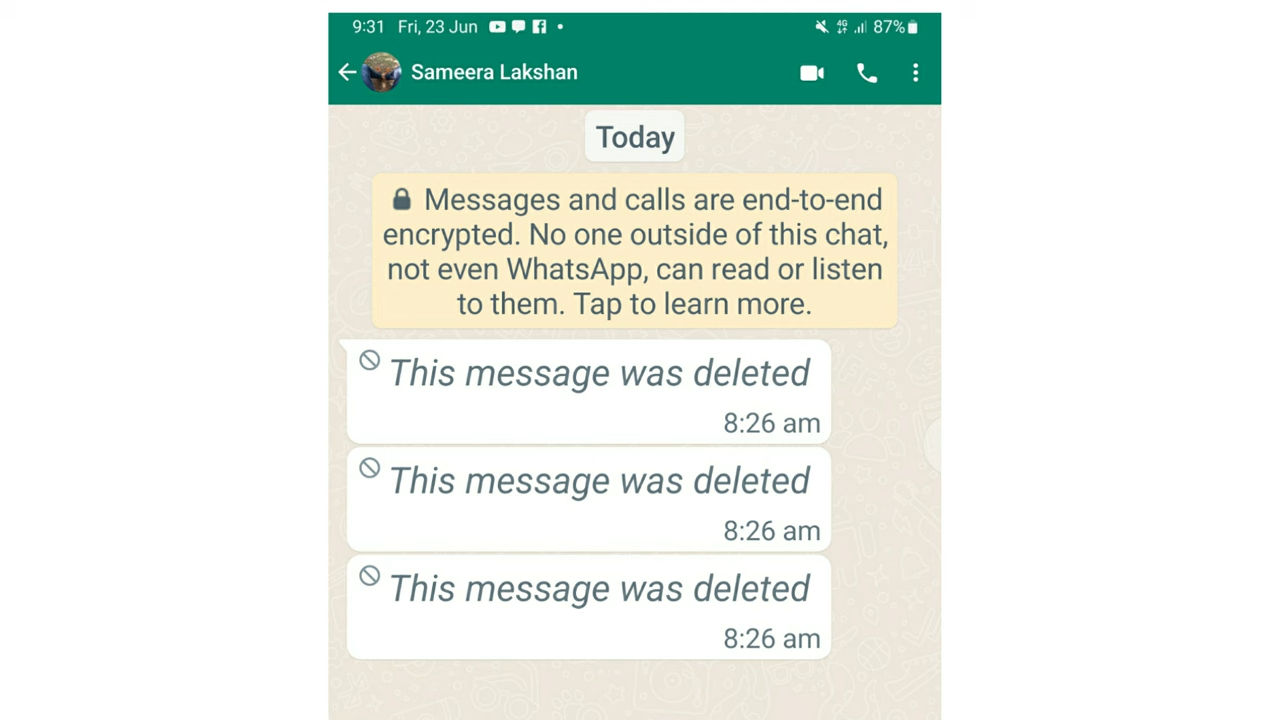 9:31 Fri, 23 Jun 4G 87%
Sameera Lakshan
Today
Messages and calls are end-to-end
encrypted. No one outside of this chat,
not even WhatsApp, can read or listen
to them. Tap to learn more.
This message was deleted
8:26 am
This message was deleted
8:26 am
This message was deleted
8:26 am